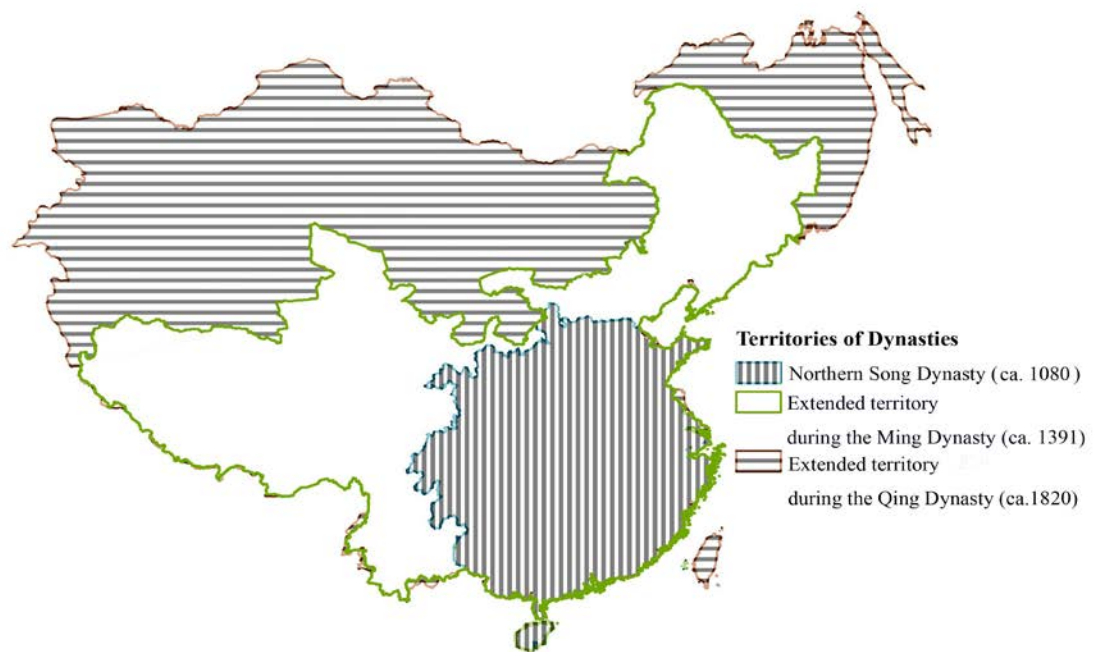 Territories of Dynasties
Northern Song Dynasty (ca. 1080 )
Extended territory
during the Ming Dynasty (ca. 1391)
Extended territory
during the Qing Dynasty (ca.1820)